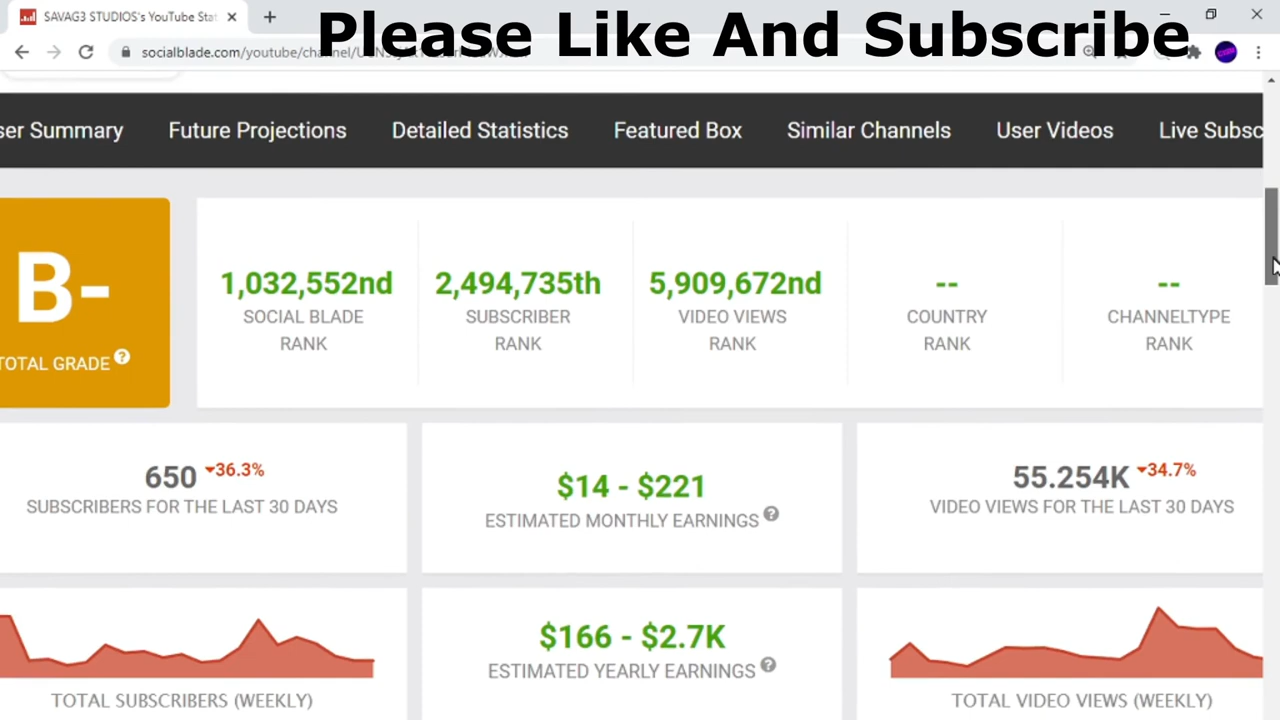 SAVAG3 STUDIOS's YouTube Stat
Please Like And Subscribe
socialblade.com/youtube/channel/
ser Summary
Future Projections
Detailed Statistics
Featured Box
Similar Channels
User Videos
Live Subsc
B-
TOTAL GRADE
1,032,552nd
SOCIAL BLADE
RANK
2,494,735th
SUBSCRIBER
RANK
5,909,672nd
VIDEO VIEWS
RANK
--
COUNTRY
RANK
--
CHANNELTYPE
RANK
650 36.3%
SUBSCRIBERS FOR THE LAST 30 DAYS
$14 - $221
ESTIMATED MONTHLY EARNINGS
55.254K 34.7%
VIDEO VIEWS FOR THE LAST 30 DAYS
TOTAL SUBSCRIBERS (WEEKLY)
$166 - $2.7K
ESTIMATED YEARLY EARNINGS
TOTAL VIDEO VIEWS (WEEKLY)